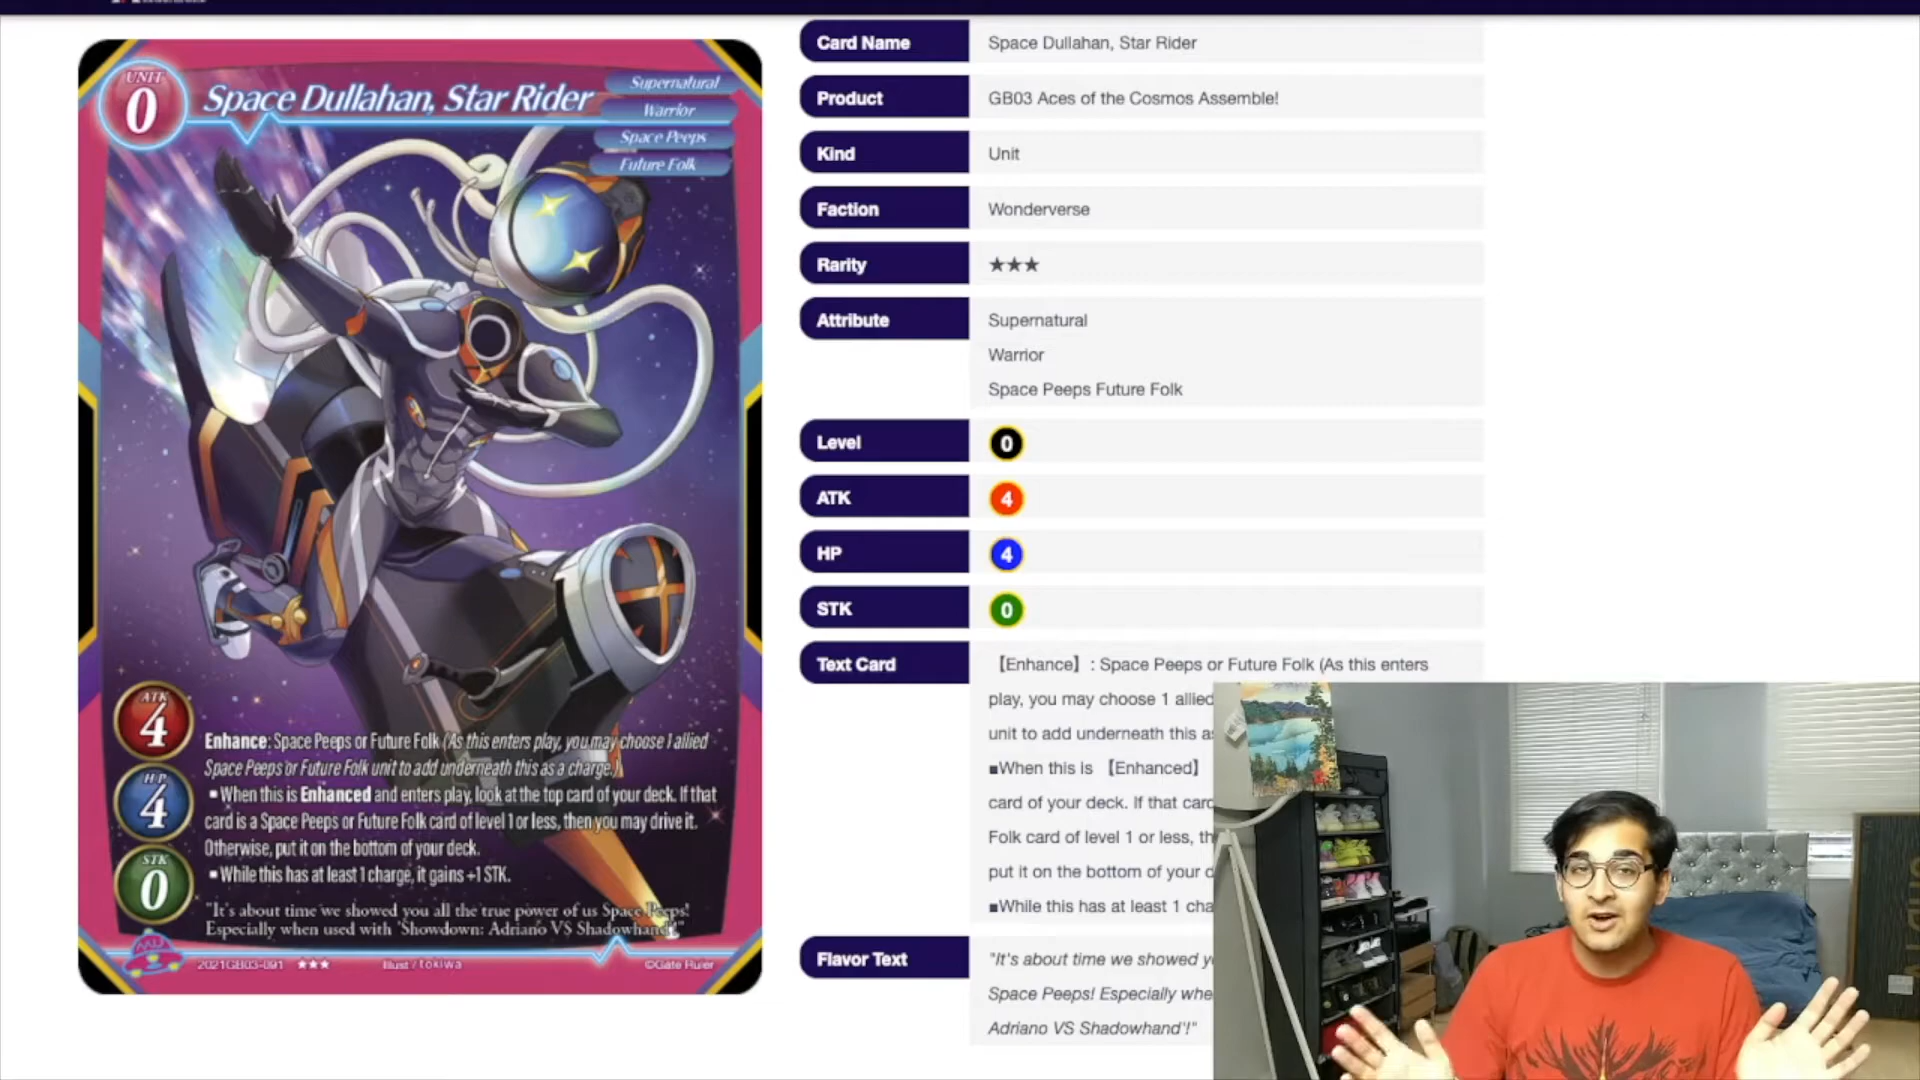 UNIT
0
Space Dullahan, Star Rider
Supernatural
Warrior
Space Peeps
Future Folk
ATK
4
HP
4
STK
0
Enhance: Space Peeps or Future Folk (As this enters play, you may choose 1 allied
Space Peeps or Future Folk unit to add underneath this as a charge.)
▪When this is Enhanced and enters play, look at the top card of your deck. If that
card is a Space Peeps or Future Folk card of level 1 or less, then you may drive it.
Otherwise, put it on the bottom of your deck.
▪While this has at least 1 charge, it gains +1 STK.
"It's about time we showed you all the true power of us Space Peeps!
Especially when used with 'Showdown: Adriano VS Shadowhand'!"
2021GB03-091 ★★★ Illust / tokiwa ©Gate Ruler
Card Name Space Dullahan, Star Rider
Product GB03 Aces of the Cosmos Assemble!
Kind Unit
Faction Wonderverse
Rarity ★★★
Attribute Supernatural
Warrior
Space Peeps Future Folk
Level 0
ATK 4
HP 4
STK 0
Text Card 【Enhance】 : Space Peeps or Future Folk (As this enters
play, you may choose 1 allied
unit to add underneath this as
■When this is 【Enhanced】
card of your deck. If that card
Folk card of level 1 or less,
put it on the bottom of your
■While this has at least 1
Flavor Text "It's about time we showed
Space Peeps! Especially
Adriano VS Shadowhand'!"